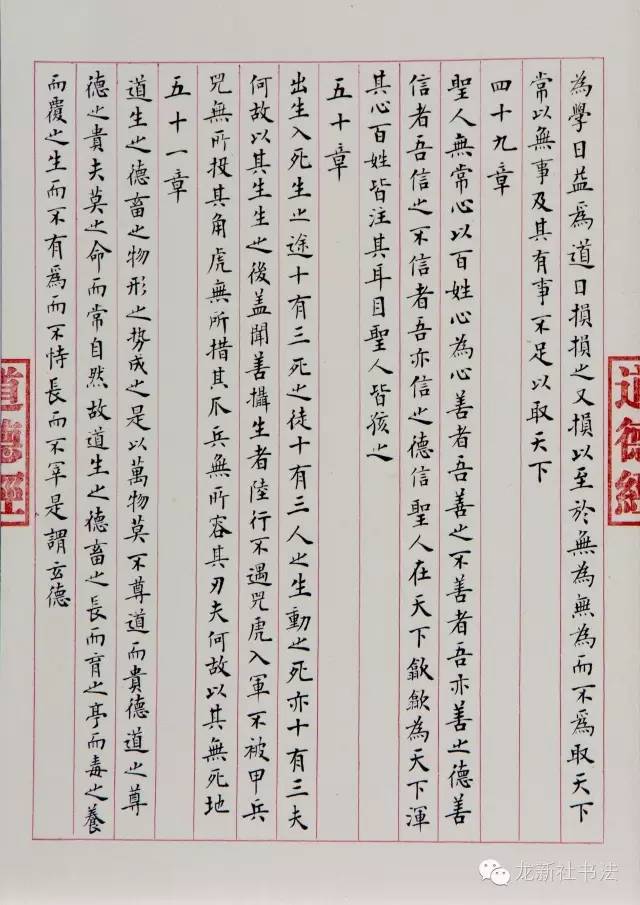 為學日益為道日損損之又損以至於無為無為而不為取天下
常以無事及其有事不足以取天下
四十九章
聖人無常心以百姓心為心善者吾善之不善者吾亦善之德善
信者吾信之不信者吾亦信之德信聖人在天下歙歙為天下渾
其心百姓皆注其耳目聖人皆孩之
五十章
出生入死生之途十有三死之徒十有三人之生動之死亦十有三夫
何故以其生生之後盖聞善攝生者陸行不遇兕虎入軍不被甲兵
兕無所投其角虎無所措其爪兵無所容其刃夫何故以其無死地
五十一章
道生之德畜之物形之势成之是以萬物莫不尊道而貴德道之尊
德之貴夫莫之命而常自然故道生之德畜之長而育之亭而毒之養
而覆之生而不有為而不恃長而不宰是謂玄德
道德經
道德經
龙新社书法